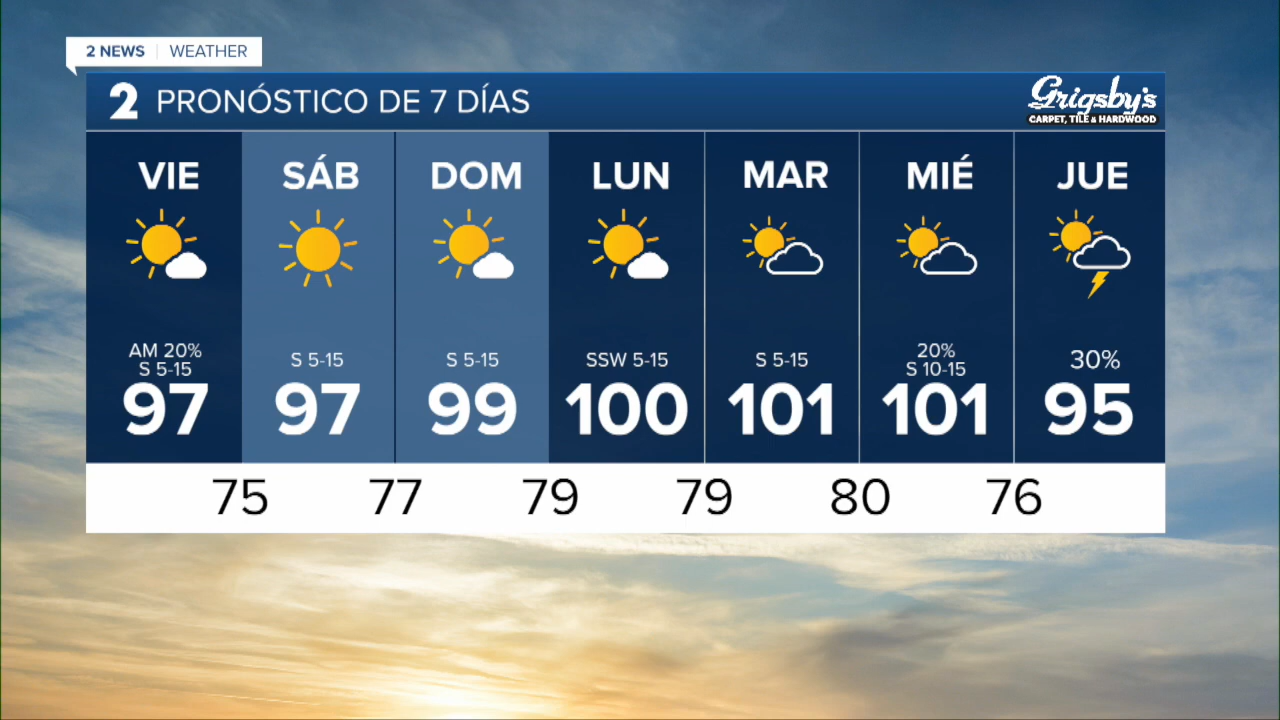 2 NEWS | WEATHER
2 PRONÓSTICO DE 7 DÍAS
Grigsby's
CARPET, TILE & HARDWOOD
VIE SÁB DOM LUN MAR MIÉ JUE
AM 20% 20%
S 5-15 S 5-15 S 5-15 SSW 5-15 S 5-15 S 10-15 30%
97 97 99 100 101 101 95
75 77 79 79 80 76